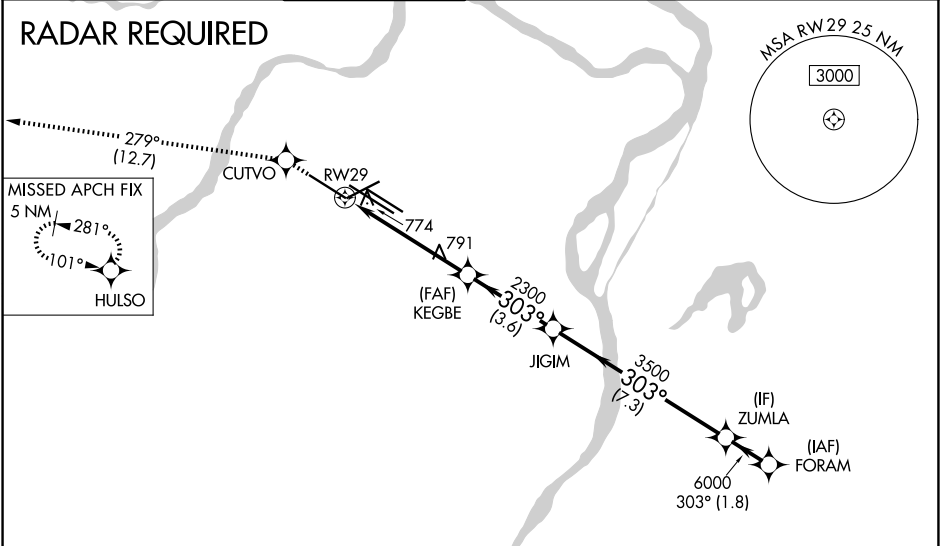 RADAR REQUIRED
MSA RW29 25 NM
3000
279°
(12.7)
CUTVO
RW29
MISSED APCH FIX
5 NM
281°
101°
HULSO
774
791
(FAF)
KEGBE
2300
303°
(3.6)
JIGIM
3500
303°
(7.3)
(IF)
ZUMLA
(IAF)
FORAM
6000
303° (1.8)